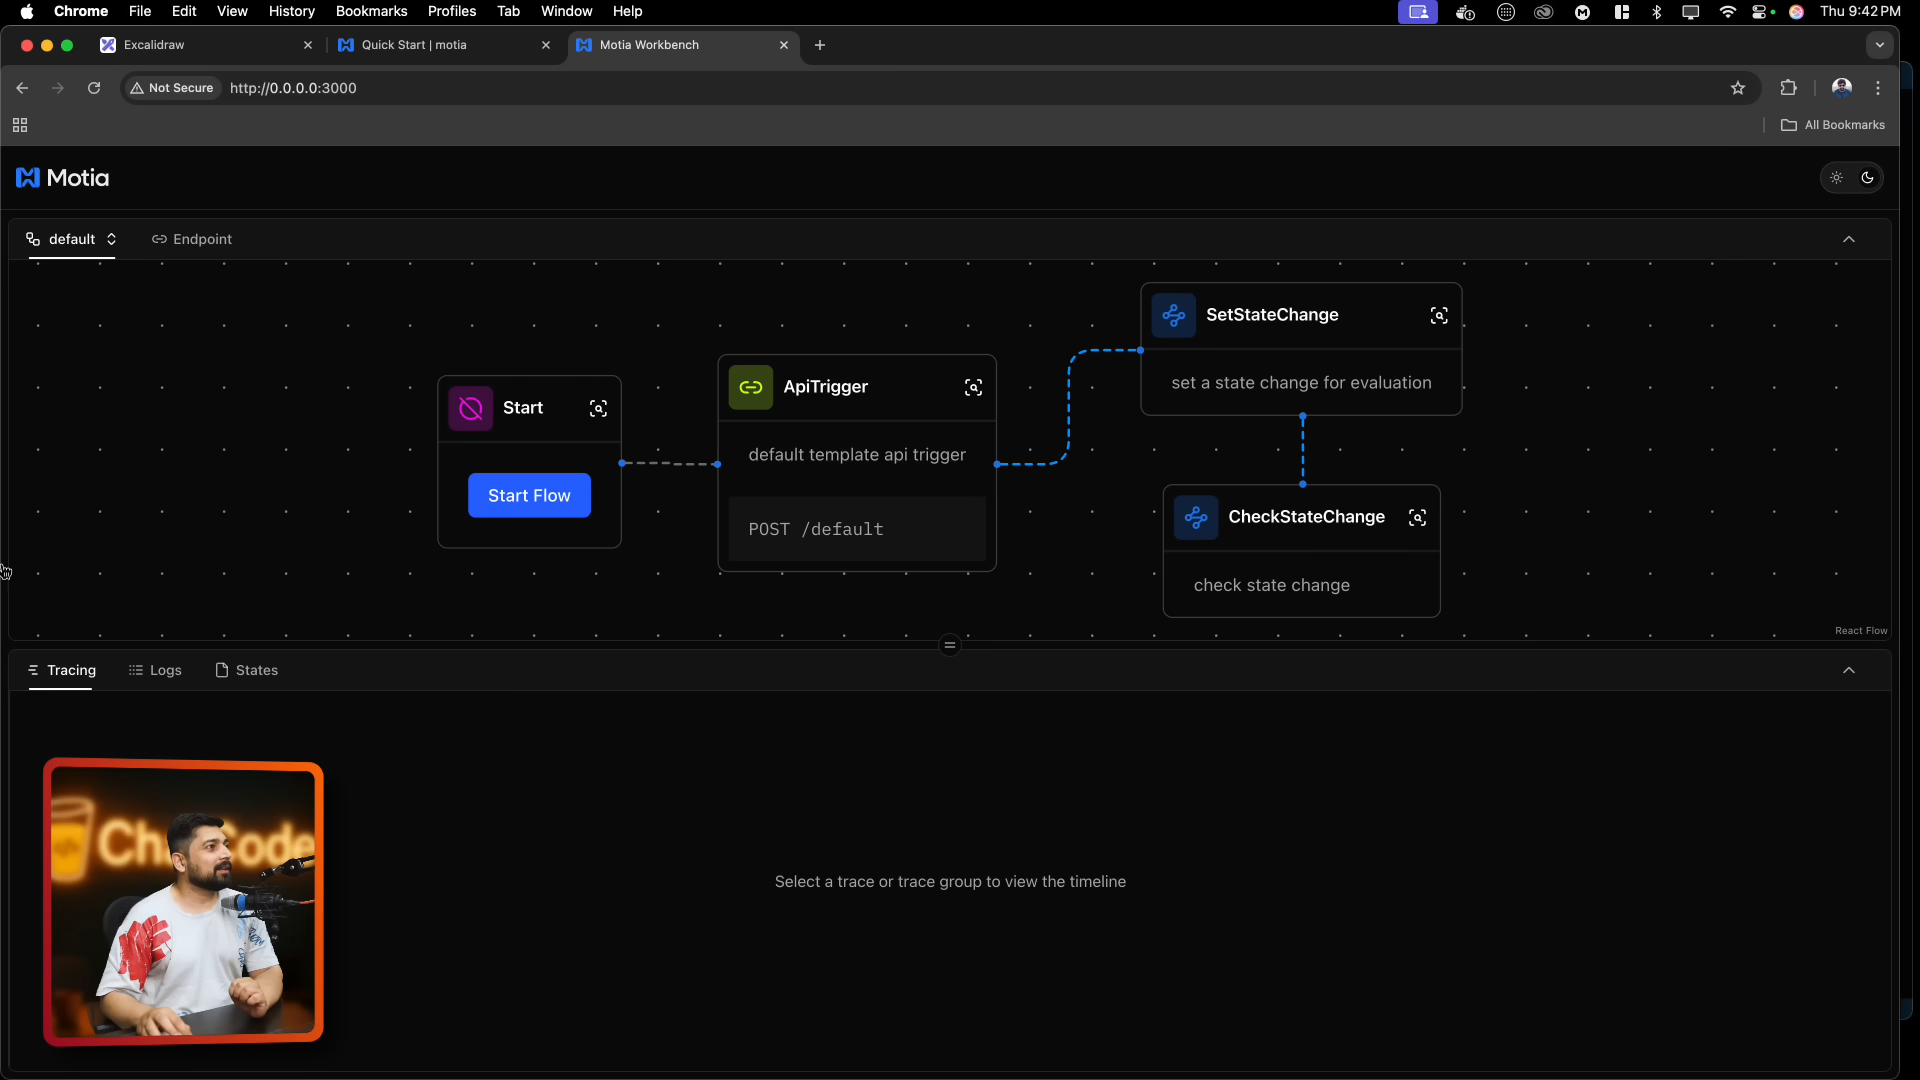 Chrome File Edit View History Bookmarks Profiles Tab Window Help Thu 9:42 PM
Excalidraw Quick Start | motia Motia Workbench
Not Secure http://0.0.0.0:3000
All Bookmarks
Motia
default Endpoint
SetStateChange
set a state change for evaluation
Start
Start Flow
ApiTrigger
default template api trigger
POST /default
CheckStateChange
check state change
React Flow
Tracing Logs States
Select a trace or trace group to view the timeline